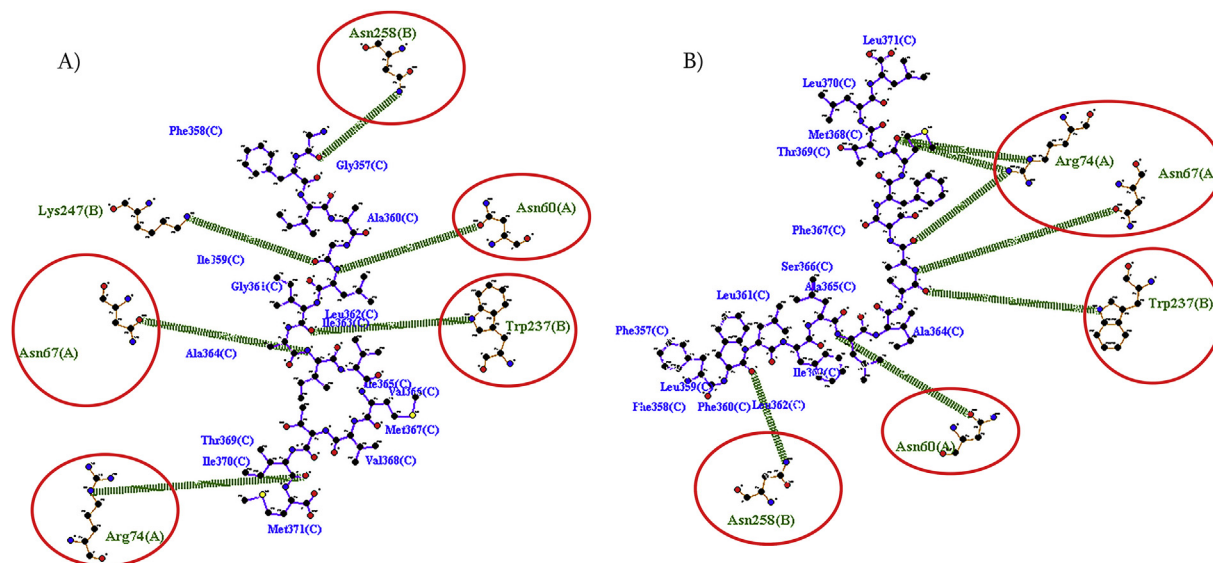 A)
Asn258(B)
Phe358(C)
Gly357(C)
Lys247(B)
Ala360(C)
Asn60(A)
Ile359(C)
Gly361(C)
Leu362(C)
Ile363(C)
Trp237(B)
Asn67(A)
Ala364(C)
Ile365(C)
Val366(C)
Met367(C)
Thr369(C)
Val368(C)
Ile370(C)
Arg74(A)
Met371(C)
B)
Leu371(C)
Leu370(C)
Met368(C)
Thr369(C)
Arg74(A)
Asn67(A
Phe367(C)
Ser366(C)
Ala365(C)
Leu361(C)
Trp237(B)
Phe357(C)
Ala364(C)
Leu359(C)
Phe358(C)
Phe360(C)
Leu362(C)
Asn60(A)
Asn258(B)